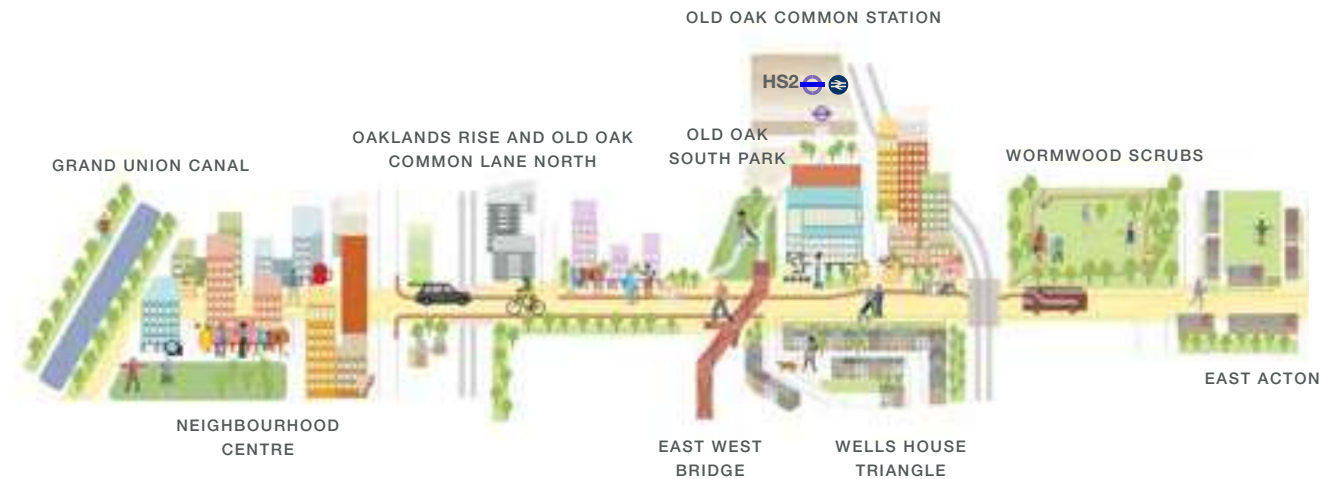 OLD OAK COMMON STATION
HS2
OAKLANDS RISE AND OLD OAK
COMMON LANE NORTH
OLD OAK
SOUTH PARK
GRAND UNION CANAL
WORMWOOD SCRUBS
EAST ACTON
NEIGHBOURHOOD
CENTRE
EAST WEST
BRIDGE
WELLS HOUSE
TRIANGLE